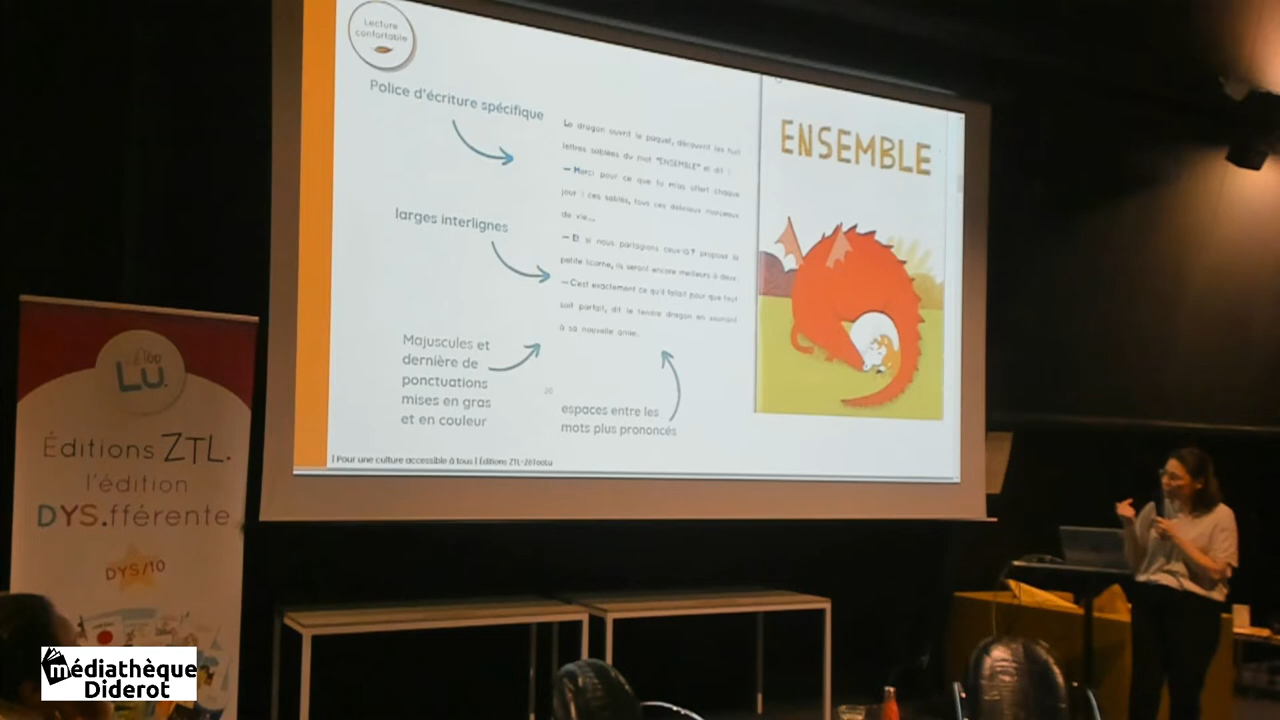 Lecture
confortable
Police d'écriture spécifique
larges interlignes
Majuscules et
dernière de
ponctuations
mises en gras
et en couleur
Le dragon ouvrit le paquet, découvrit les huit
lettres sablées du mot "ENSEMBLE" et dit :
— Merci pour ce que tu m'as offert chaque
jour : ces sablés, tous ces délicieux morceaux
de vie...
— Et si nous partagions ceux-là ? proposa la
petite licorne, ils seront encore meilleurs à deux.
— C'est exactement ce qu'il fallait pour que tout
soit parfait, dit le tendre dragon en souriant
à sa nouvelle amie.
espaces entre les
mots plus prononcés
ENSEMBLE
| Pour une culture accessible à tous | Éditions ZTL-ZéTooLu
LU.
Éditions ZTL.
l'édition
DYS.fférente
DYS/10
médiathèque
Diderot